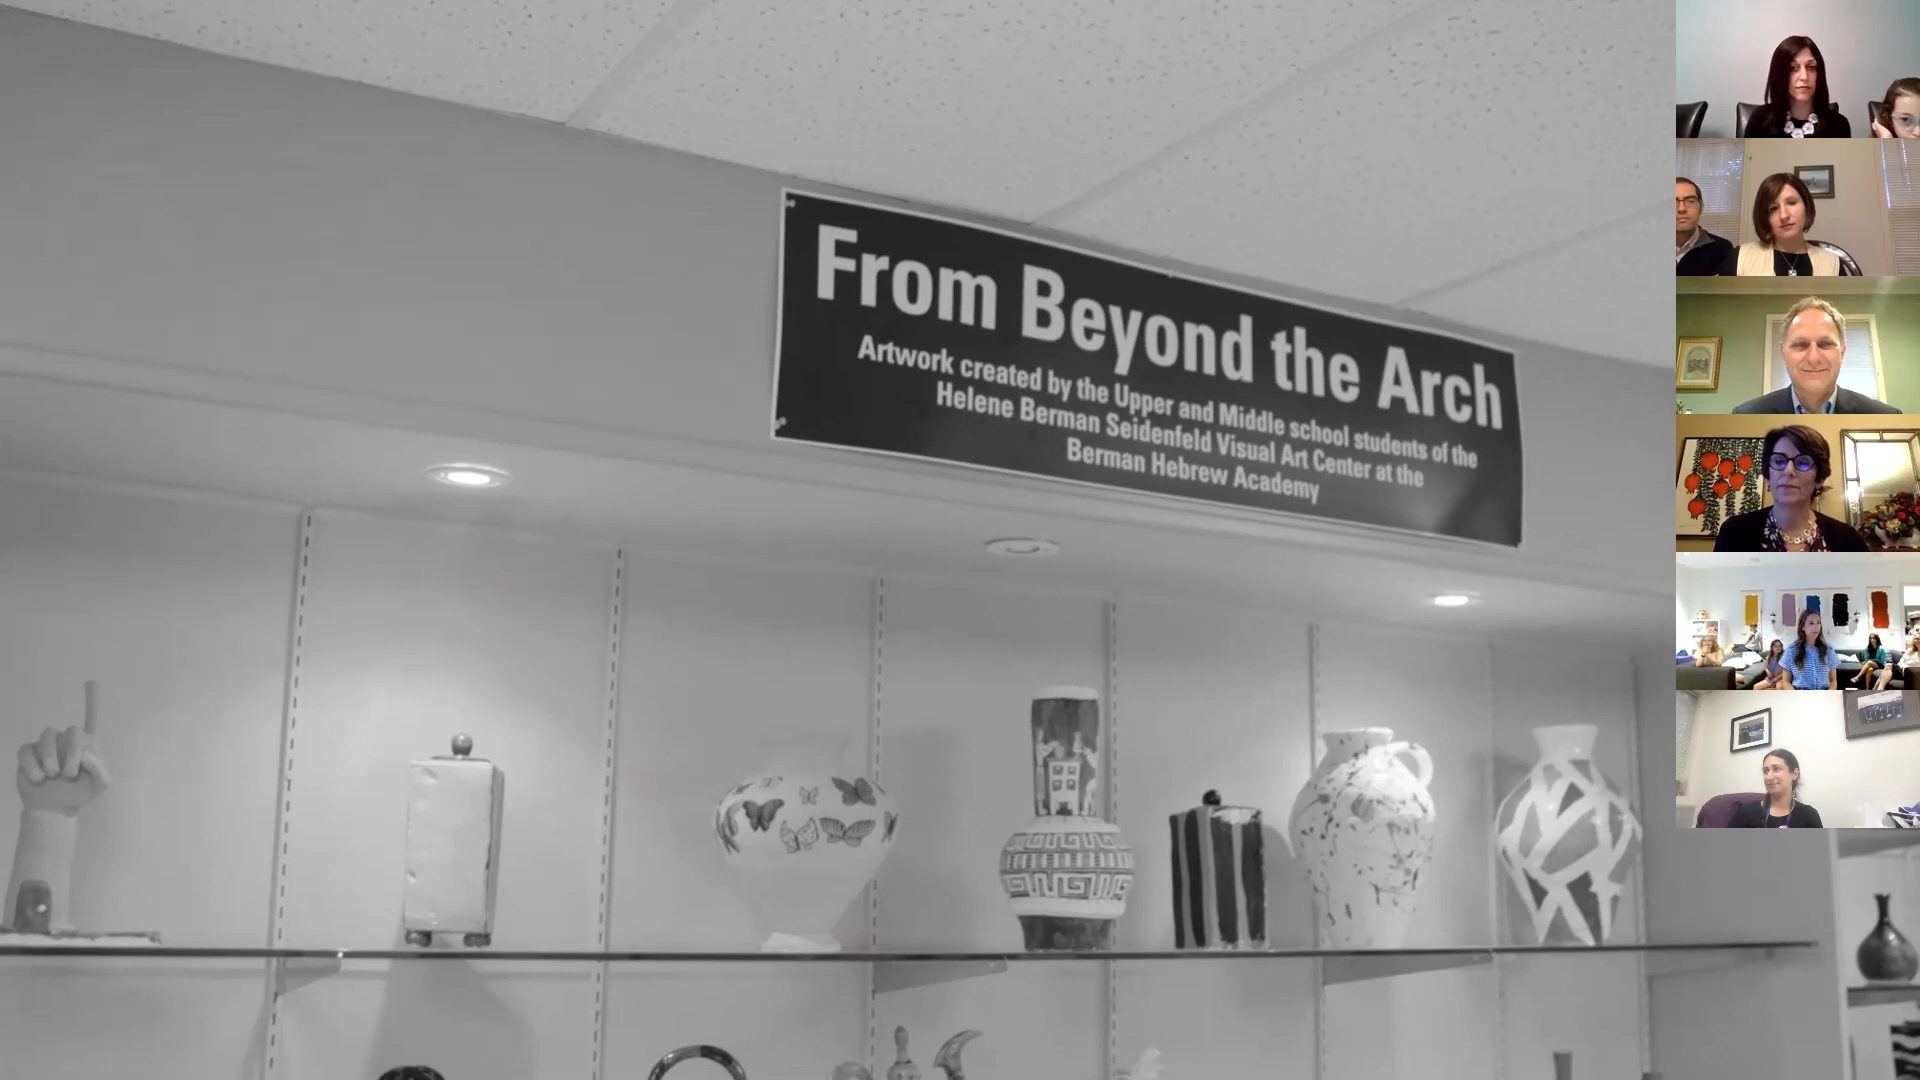 From Beyond the Arch
Artwork created by the Upper and Middle school students of the
Helene Berman Seidenfeld Visual Art Center at the
Berman Hebrew Academy